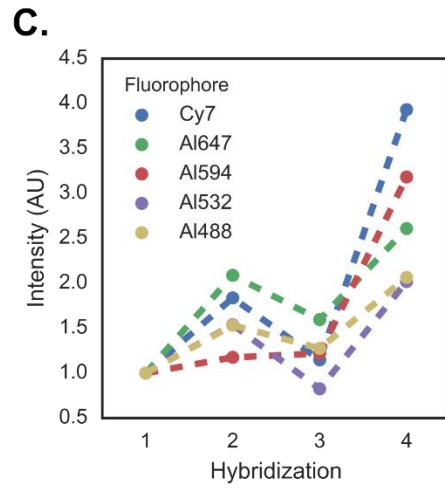 C.
4.5
4.0
3.5
3.0
2.5
2.0
1.5
1.0
0.5
Intensity (AU)
Fluorophore
Cy7
Al647
Al594
Al532
Al488
1 2 3 4
Hybridization